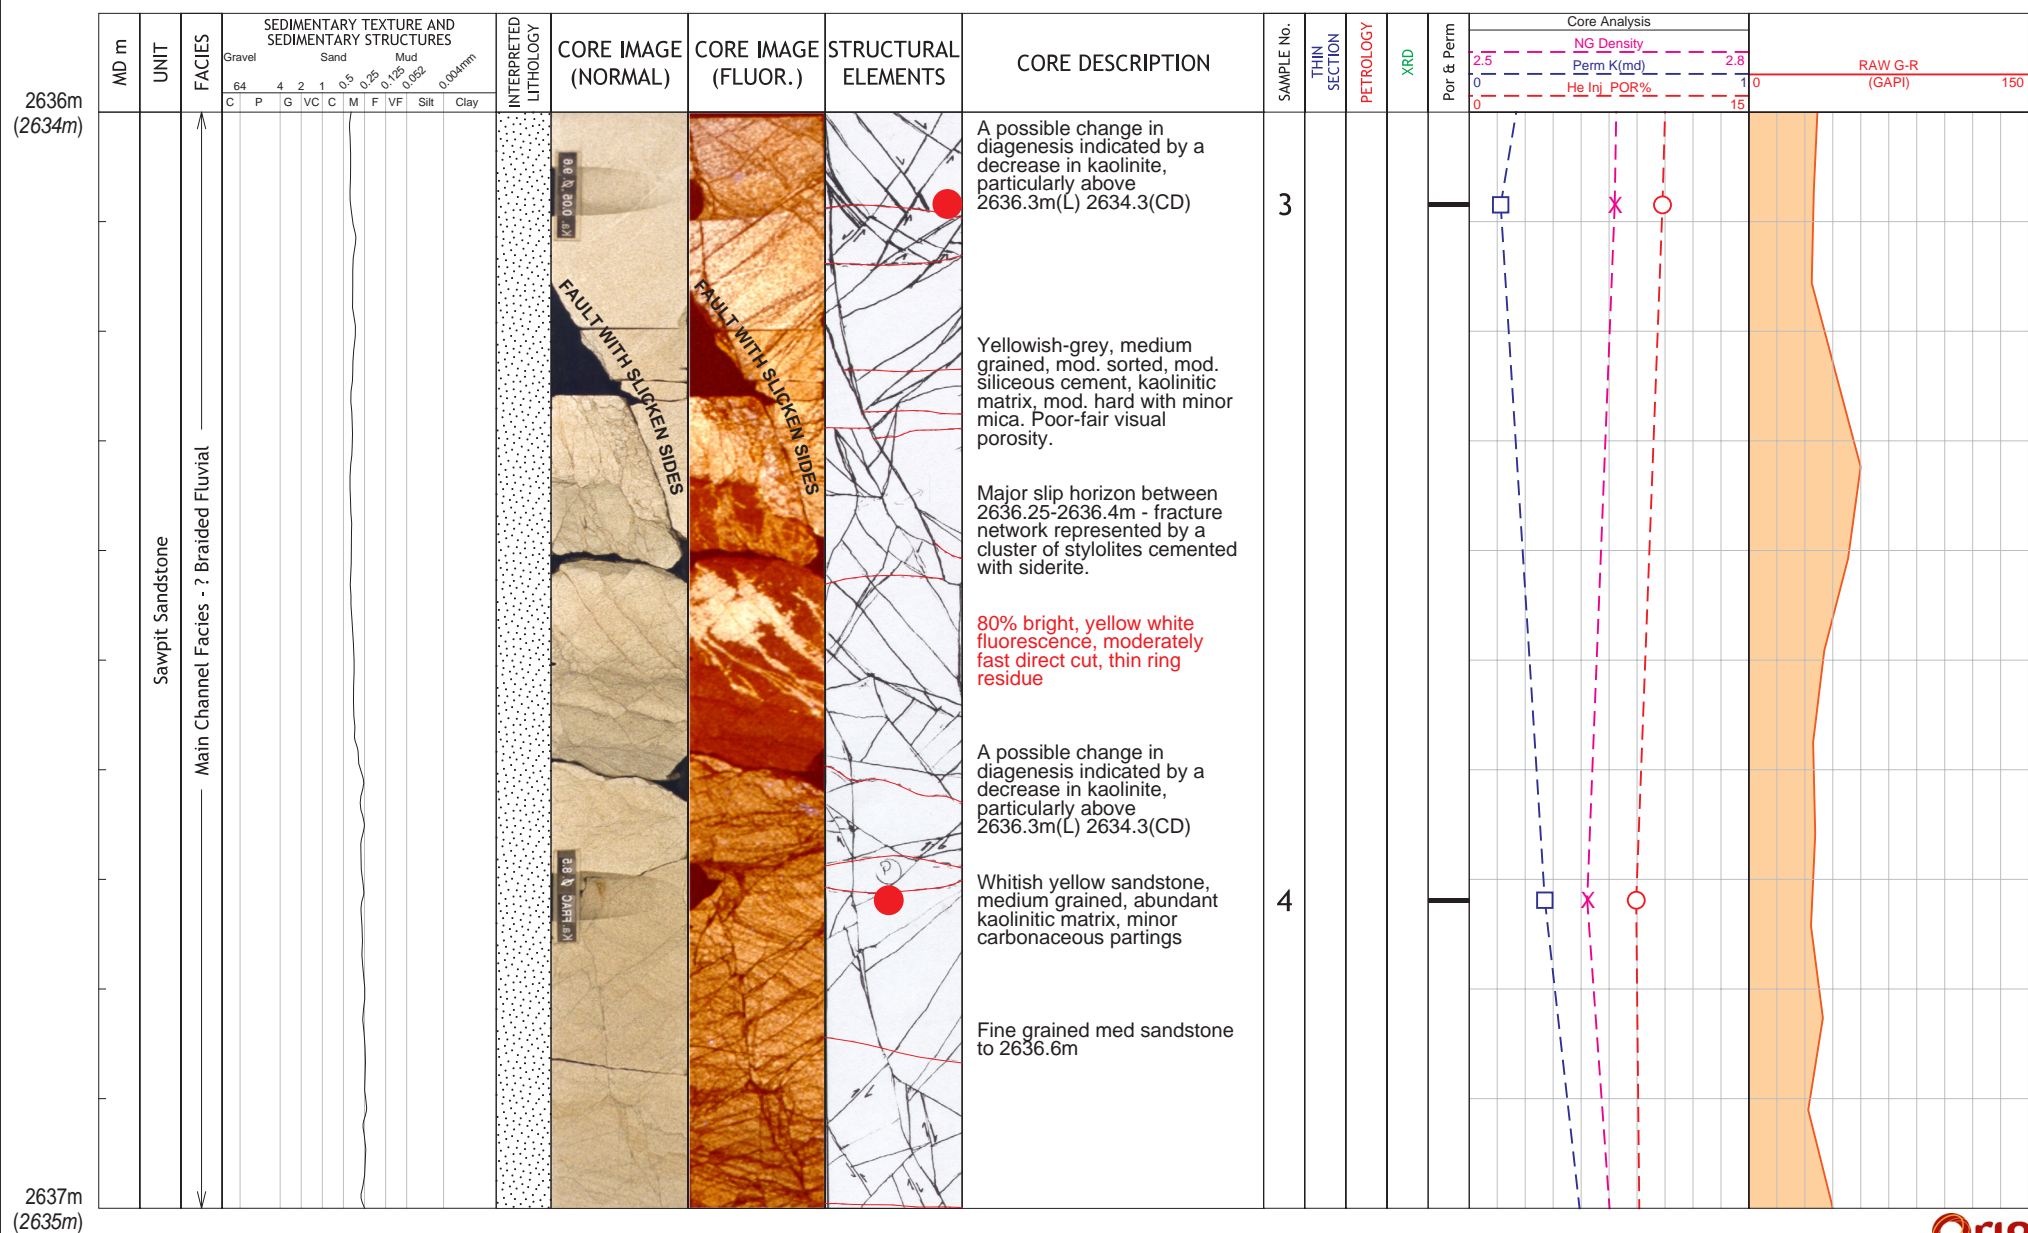 MD m
UNIT
FACIES
SEDIMENTARY TEXTURE AND
SEDIMENTARY STRUCTURES
Gravel Sand Mud
64 4 2 1 0.5 0.25 0.125 0.052 0.004mm
C P G VC C M F VF Silt Clay
INTERPRETED
LITHOLOGY
CORE IMAGE
(NORMAL)
CORE IMAGE
(FLUOR.)
STRUCTURAL
ELEMENTS
CORE DESCRIPTION
SAMPLE No.
THIN
SECTION
PETROLOGY
XRD
Por & Perm
Core Analysis
NG Density
2.5 2.8
Perm K(md)
0 1
He Inj POR%
0 15
RAW G-R
0 (GAPI) 150
2636m
(2634m)
Sawpit Sandstone
Main Channel Facies - ? Braided Fluvial
FAULT WITH SLICKEN SIDES
FAULT WITH SLICKEN SIDES
A possible change in
diagenesis indicated by a
decrease in kaolinite,
particularly above
2636.3m(L) 2634.3(CD)
3
Yellowish-grey, medium
grained, mod. sorted, mod.
siliceous cement, kaolinitic
matrix, mod. hard with minor
mica. Poor-fair visual
porosity.
Major slip horizon between
2636.25-2636.4m - fracture
network represented by a
cluster of stylolites cemented
with siderite.
80% bright, yellow white
fluorescence, moderately
fast direct cut, thin ring
residue
A possible change in
diagenesis indicated by a
decrease in kaolinite,
particularly above
2636.3m(L) 2634.3(CD)
P
Whitish yellow sandstone,
medium grained, abundant
kaolinitic matrix, minor
carbonaceous partings
4
Fine grained med sandstone
to 2636.6m
2637m
(2635m)